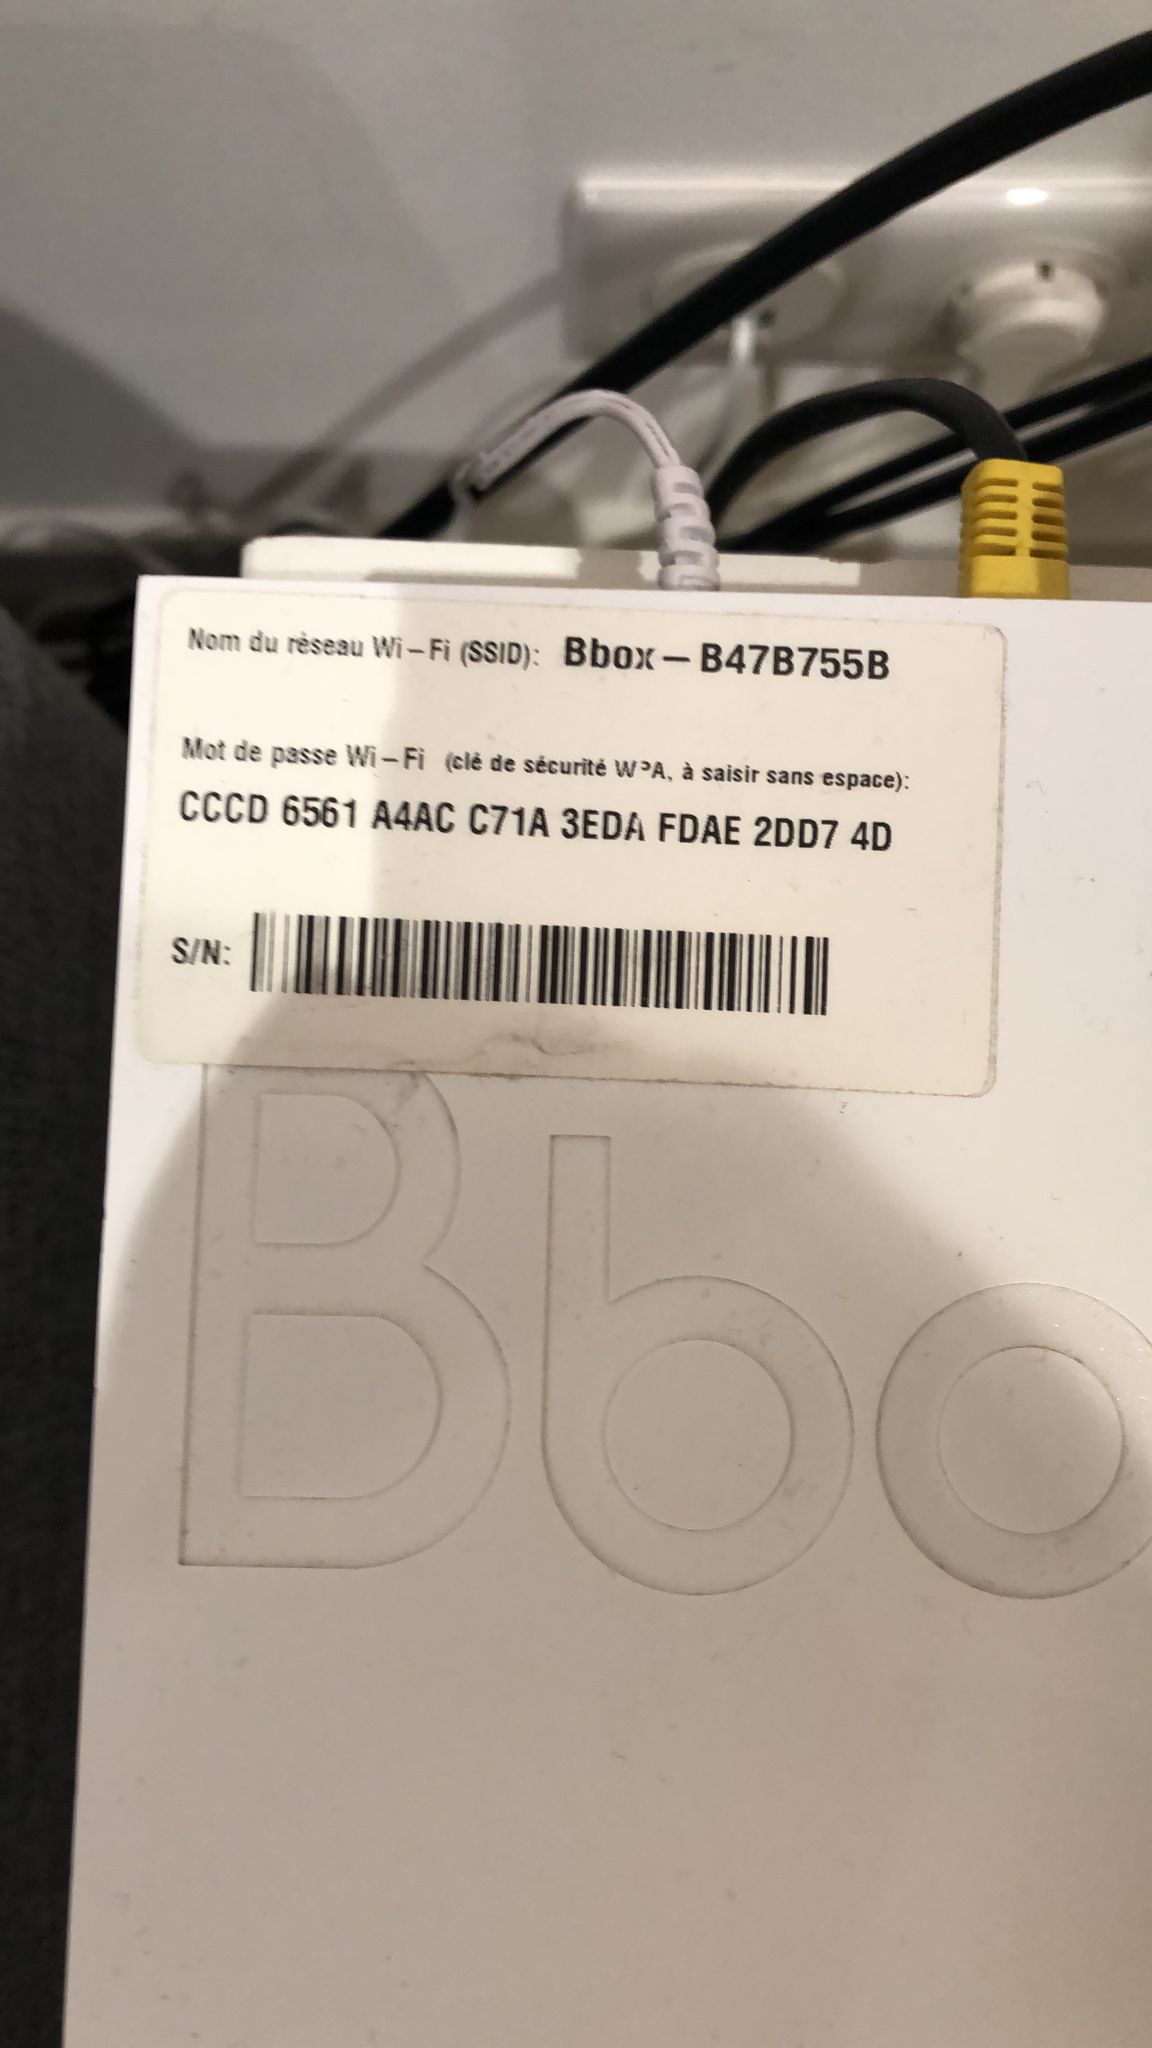 Nom du réseau Wi-Fi (SSID): Bbox-B47B755B
Mot de passe Wi-Fi (clé de sécurité WPA, à saisir sans espace):
CCCD 6561 A4AC C71A 3EDA FDAE 2DD7 4D
S/N:
Bbo